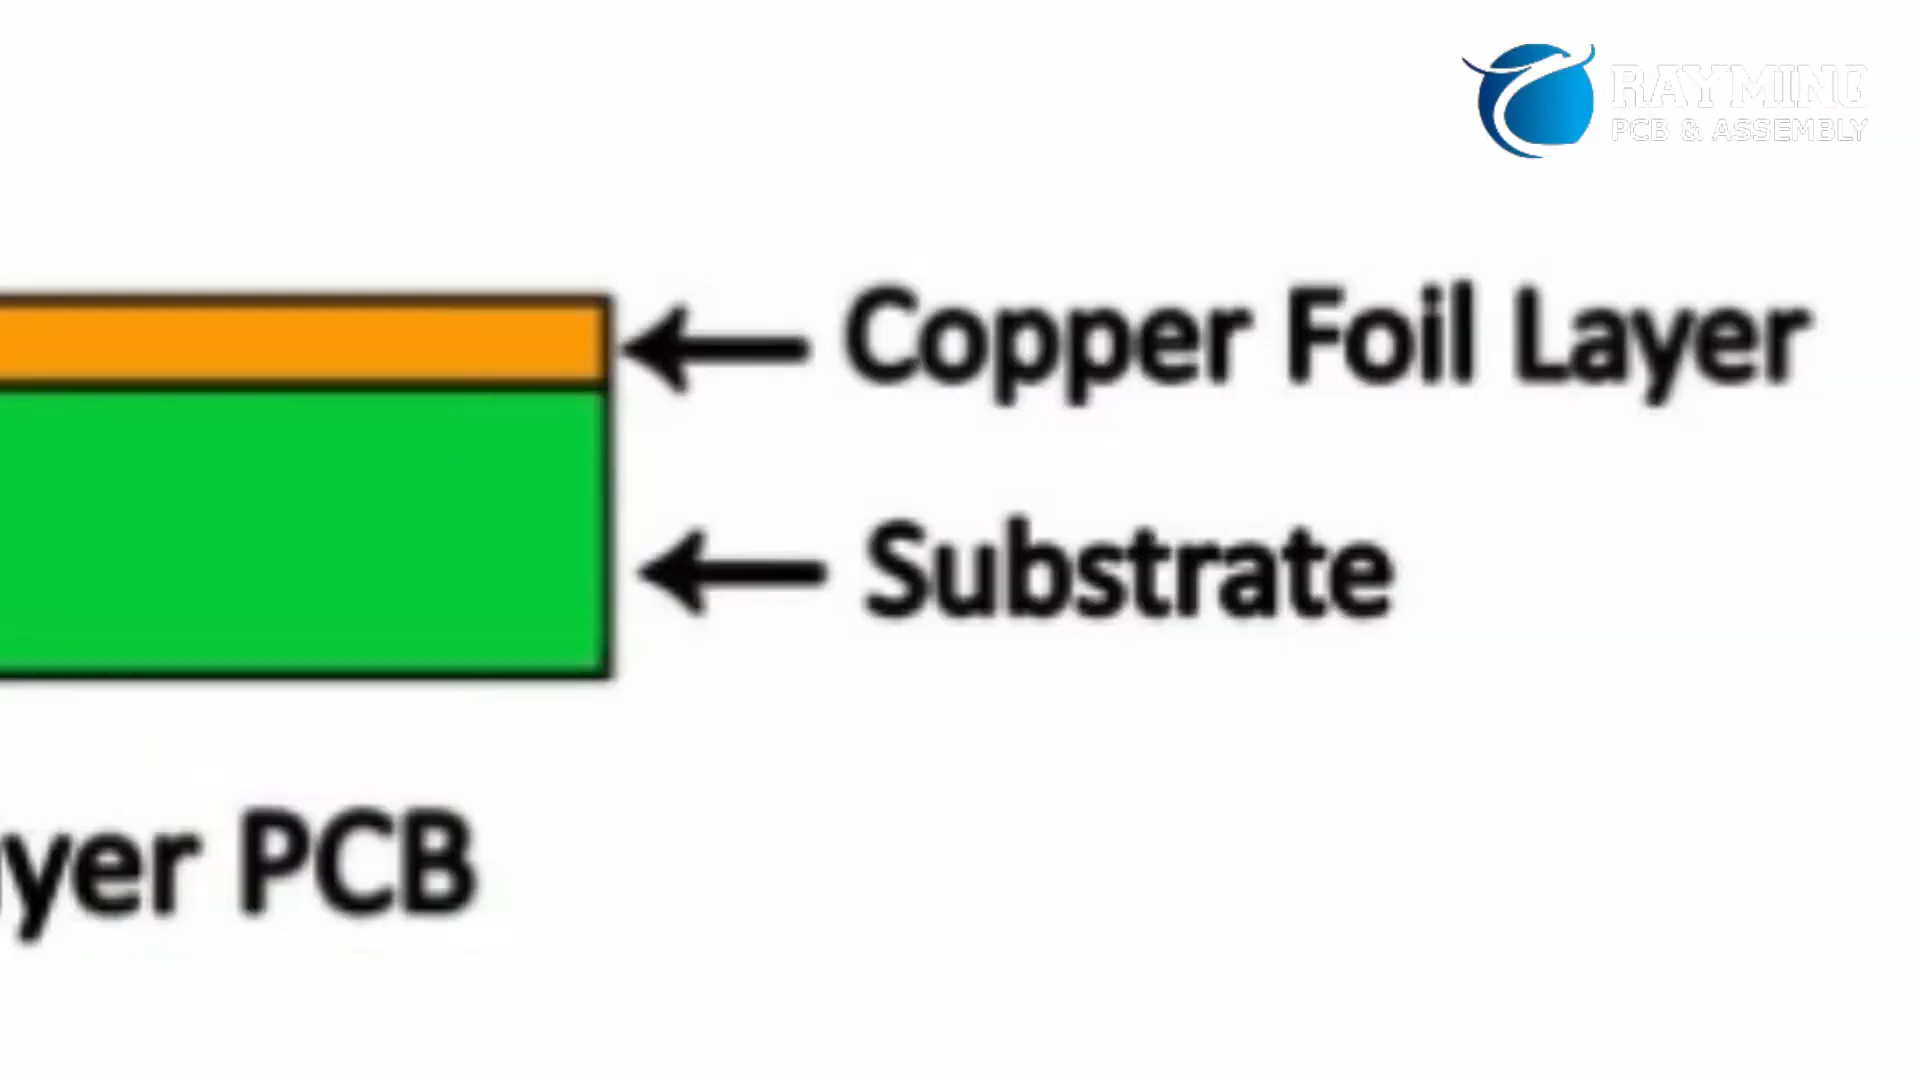 RAYMING
PCB & ASSEMBLY
Copper Foil Layer
Substrate
yer PCB